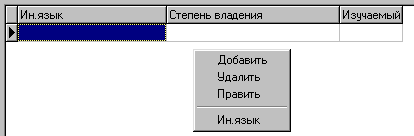 Ин.язык Степень владения Изучаемый
Добавить
Удалить
Править
Ин.язык